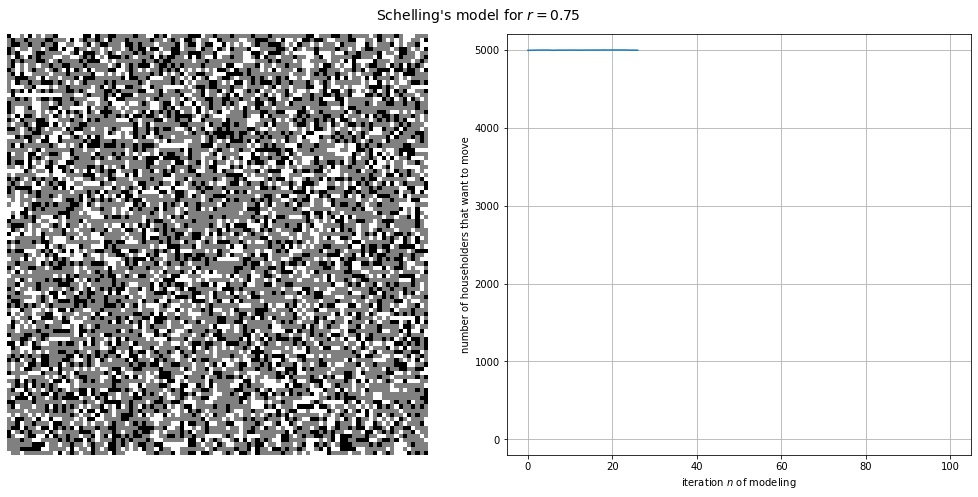 Schelling's model for r = 0.75
number of householders that want to move
5000
4000
3000
2000
1000
0
0 20 40 60 80 100
iteration n of modeling